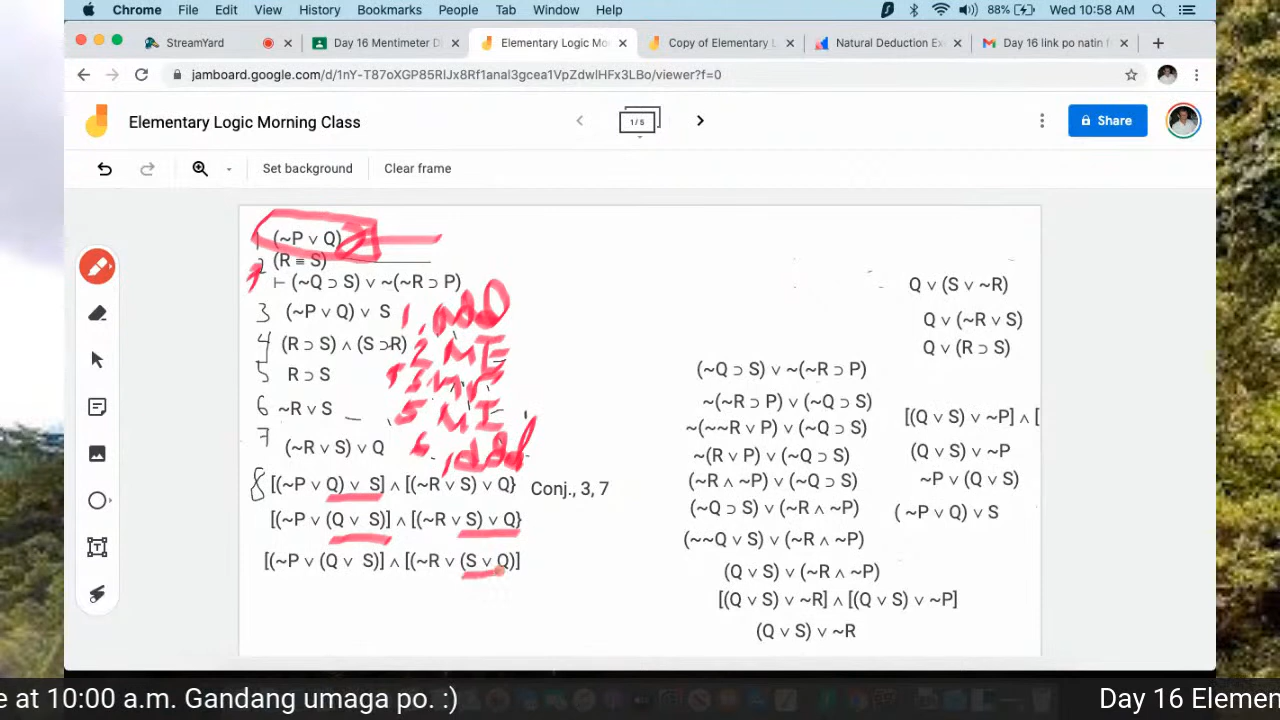 Chrome File Edit View History Bookmarks People Tab Window Help 88% Wed 10:58 AM
StreamYard Day 16 Mentimeter D Elementary Logic Mo Copy of Elementary L Natural Deduction Ex Day 16 link po natin
jamboard.google.com/d/1nY-T87oXGP85RlJx8Rf1anal3gcea1VpZdwlHFx3LBo/viewer?f=0
Elementary Logic Morning Class
1/5
Share
Set background Clear frame
1 (~P ∨ Q)
2 (R ≡ S)
⊢ (~Q ⊃ S) ∨ ~(~R ⊃ P)
3 (~P ∨ Q) ∨ S 1, add
4 (R ⊃ S) ∧ (S ⊃R) 2 ME
5 R ⊃ S
6 ~R ∨ S 5 MI
7 (~R ∨ S) ∨ Q 6, add
8 [(~P ∨ Q) ∨ S] ∧ [(~R ∨ S) ∨ Q} Conj., 3, 7
[(~P ∨ (Q ∨ S)] ∧ [(~R ∨ S) ∨ Q}
[(~P ∨ (Q ∨ S)] ∧ [(~R ∨ (S ∨ Q)]
(~Q ⊃ S) ∨ ~(~R ⊃ P)
~(~R ⊃ P) ∨ (~Q ⊃ S)
~(~~R ∨ P) ∨ (~Q ⊃ S)
~(R ∨ P) ∨ (~Q ⊃ S)
(~R ∧ ~P) ∨ (~Q ⊃ S)
(~Q ⊃ S) ∨ (~R ∧ ~P)
(~~Q ∨ S) ∨ (~R ∧ ~P)
(Q ∨ S) ∨ (~R ∧ ~P)
[(Q ∨ S) ∨ ~R] ∧ [(Q ∨ S) ∨ ~P]
(Q ∨ S) ∨ ~R
Q ∨ (S ∨ ~R)
Q ∨ (~R ∨ S)
Q ∨ (R ⊃ S)
[(Q ∨ S) ∨ ~P] ∧ [
(Q ∨ S) ∨ ~P
~P ∨ (Q ∨ S)
( ~P ∨ Q) ∨ S
e at 10:00 a.m. Gandang umaga po. :) Day 16 Elemen